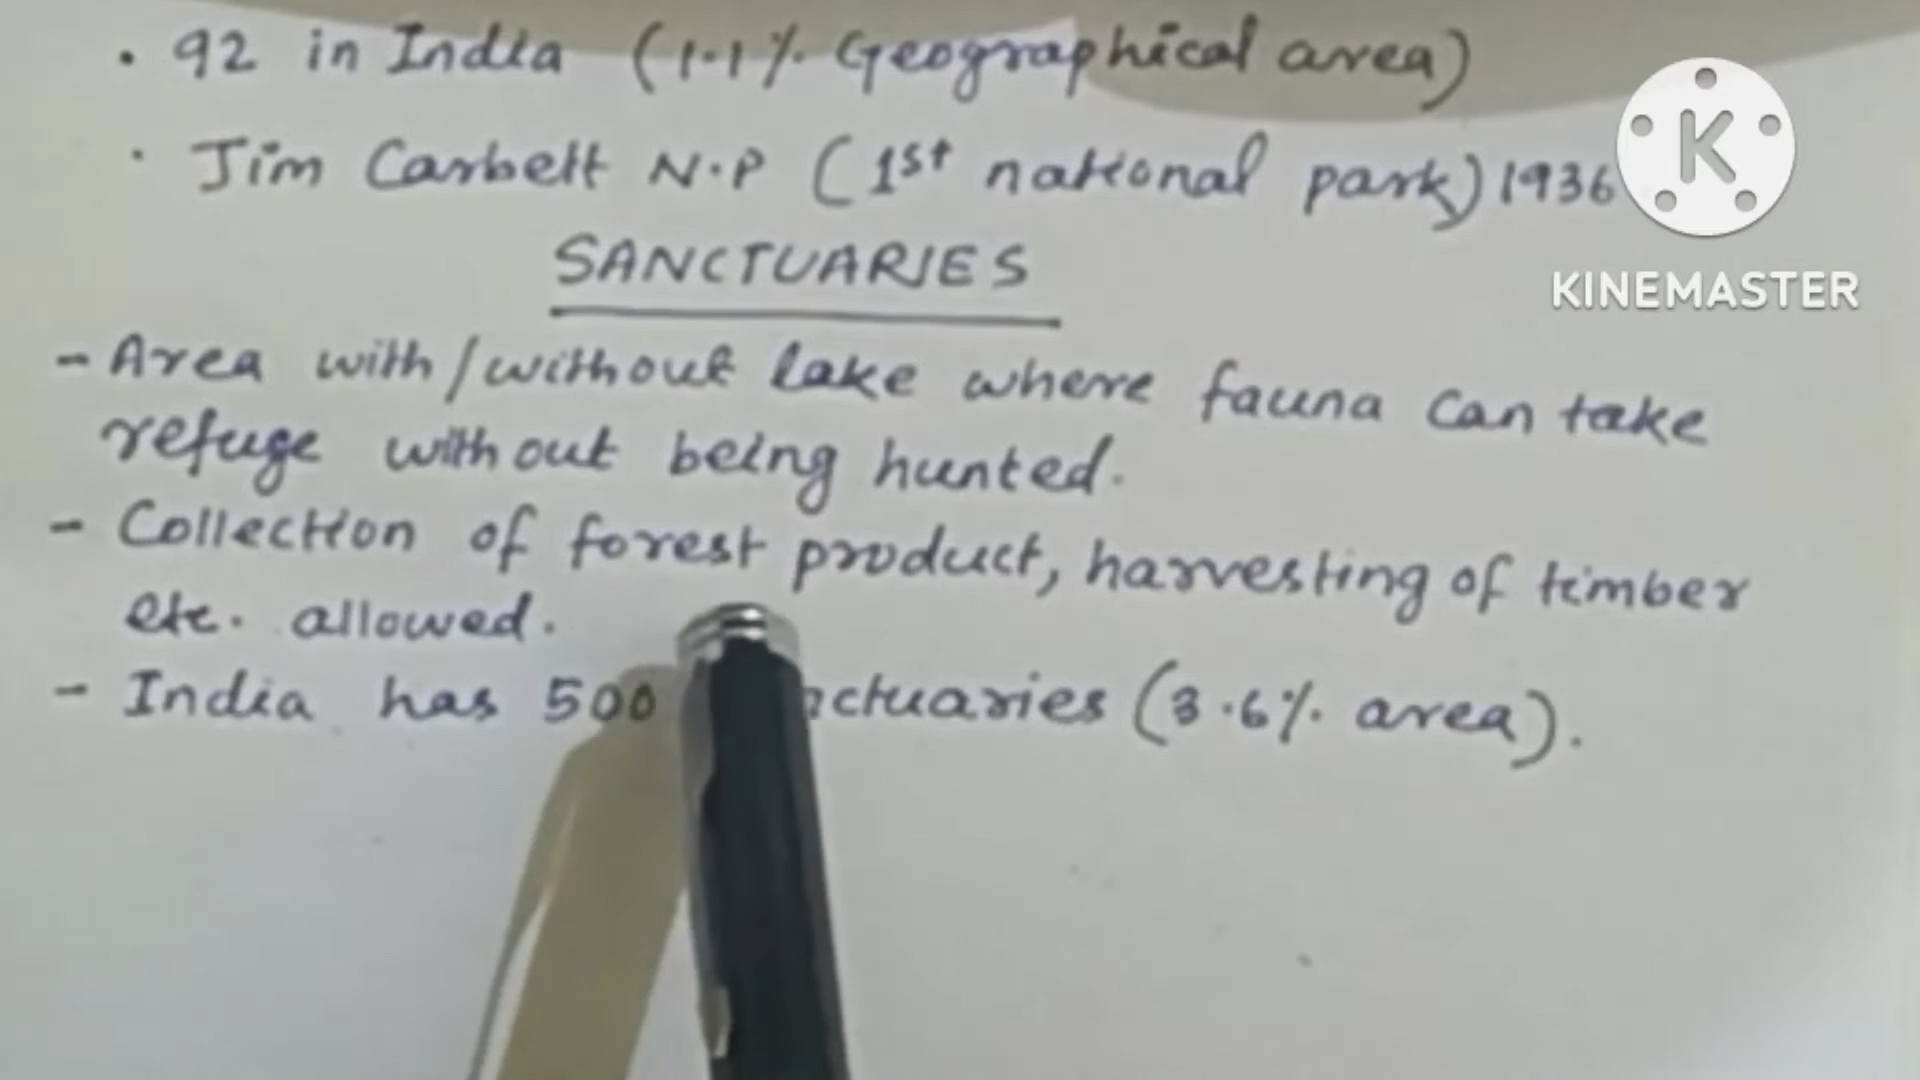 • 92 in India (1.1% Geographical area)
• Jim Carbett N.P (1st national park) 1936
K
KINEMASTER
SANCTUARIES
- Area with/without lake where fauna can take
refuge without being hunted.
- Collection of forest product, harvesting of timber
etc. allowed.
- India has 500 nctuaries (3.6% area).